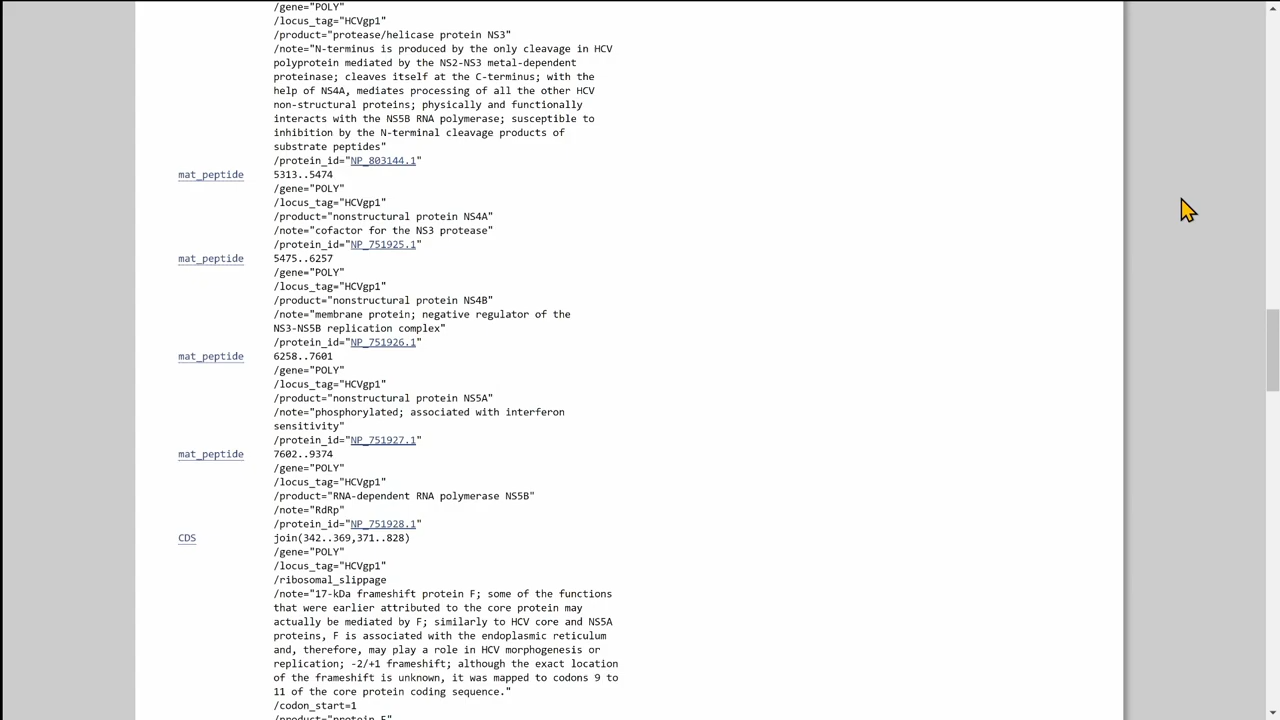 /gene="POLY"
/locus_tag="HCVgp1"
/product="protease/helicase protein NS3"
/note="N-terminus is produced by the only cleavage in HCV
polyprotein mediated by the NS2-NS3 metal-dependent
proteinase; cleaves itself at the C-terminus; with the
help of NS4A, mediates processing of all the other HCV
non-structural proteins; physically and functionally
interacts with the NS5B RNA polymerase; susceptible to
inhibition by the N-terminal cleavage products of
substrate peptides"
/protein_id="NP_803144.1"
mat_peptide 5313..5474
/gene="POLY"
/locus_tag="HCVgp1"
/product="nonstructural protein NS4A"
/note="cofactor for the NS3 protease"
/protein_id="NP_751925.1"
mat_peptide 5475..6257
/gene="POLY"
/locus_tag="HCVgp1"
/product="nonstructural protein NS4B"
/note="membrane protein; negative regulator of the
NS3-NS5B replication complex"
/protein_id="NP_751926.1"
mat_peptide 6258..7601
/gene="POLY"
/locus_tag="HCVgp1"
/product="nonstructural protein NS5A"
/note="phosphorylated; associated with interferon
sensitivity"
/protein_id="NP_751927.1"
mat_peptide 7602..9374
/gene="POLY"
/locus_tag="HCVgp1"
/product="RNA-dependent RNA polymerase NS5B"
/note="RdRp"
/protein_id="NP_751928.1"
CDS join(342..369,371..828)
/gene="POLY"
/locus_tag="HCVgp1"
/ribosomal_slippage
/note="17-kDa frameshift protein F; some of the functions
that were earlier attributed to the core protein may
actually be mediated by F; similarly to HCV core and NS5A
proteins, F is associated with the endoplasmic reticulum
and, therefore, may play a role in HCV morphogenesis or
replication; -2/+1 frameshift; although the exact location
of the frameshift is unknown, it was mapped to codons 9 to
11 of the core protein coding sequence."
/codon_start=1
/product="protein F"